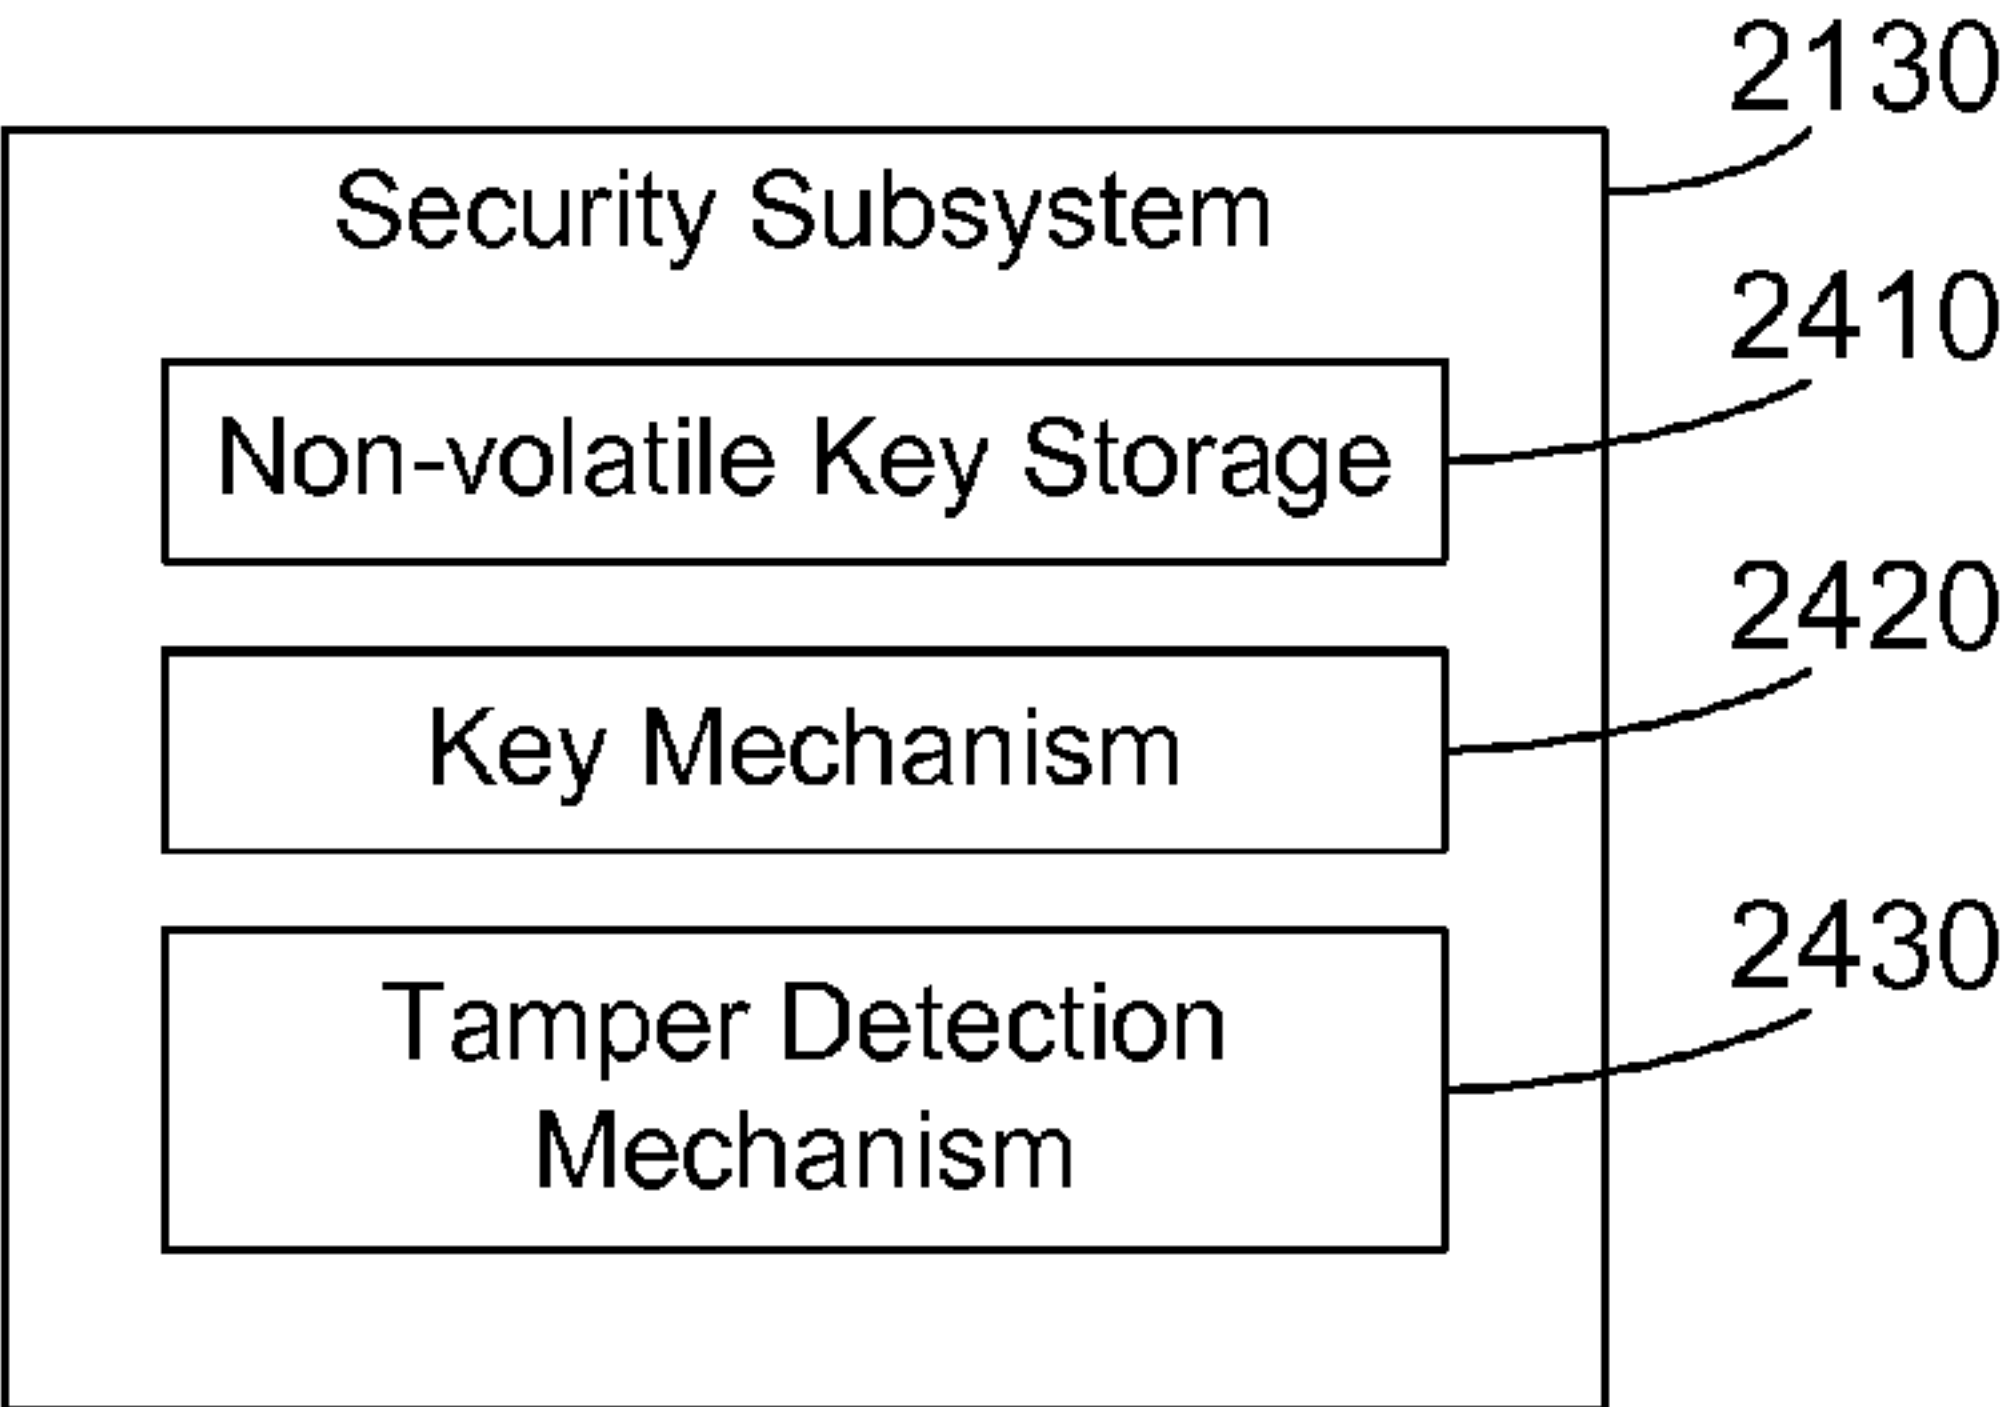 2130
Security Subsystem
2410
Non-volatile Key Storage
2420
Key Mechanism
2430
Tamper Detection
Mechanism